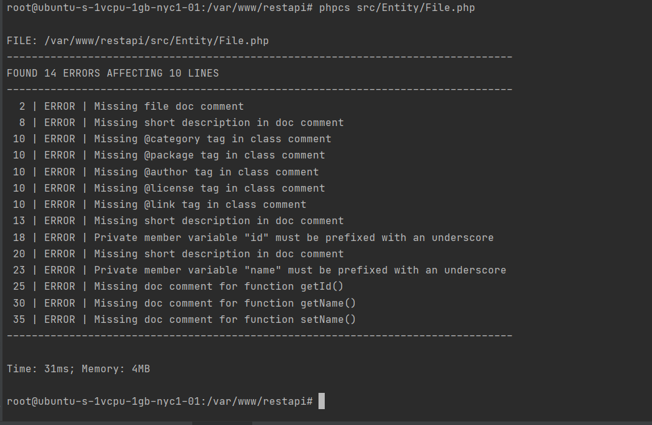 root@ubuntu-s-1vcpu-1gb-nyc1-01:/var/www/restapi# phpcs src/Entity/File.php
FILE: /var/www/restapi/src/Entity/File.php
--------------------------------------------------------------------------------
FOUND 14 ERRORS AFFECTING 10 LINES
--------------------------------------------------------------------------------
  2 | ERROR | Missing file doc comment
  8 | ERROR | Missing short description in doc comment
 10 | ERROR | Missing @category tag in class comment
 10 | ERROR | Missing @package tag in class comment
 10 | ERROR | Missing @author tag in class comment
 10 | ERROR | Missing @license tag in class comment
 10 | ERROR | Missing @link tag in class comment
 13 | ERROR | Missing short description in doc comment
 18 | ERROR | Private member variable "id" must be prefixed with an underscore
 20 | ERROR | Missing short description in doc comment
 23 | ERROR | Private member variable "name" must be prefixed with an underscore
 25 | ERROR | Missing doc comment for function getId()
 30 | ERROR | Missing doc comment for function getName()
 35 | ERROR | Missing doc comment for function setName()
--------------------------------------------------------------------------------
Time: 31ms; Memory: 4MB
root@ubuntu-s-1vcpu-1gb-nyc1-01:/var/www/restapi#